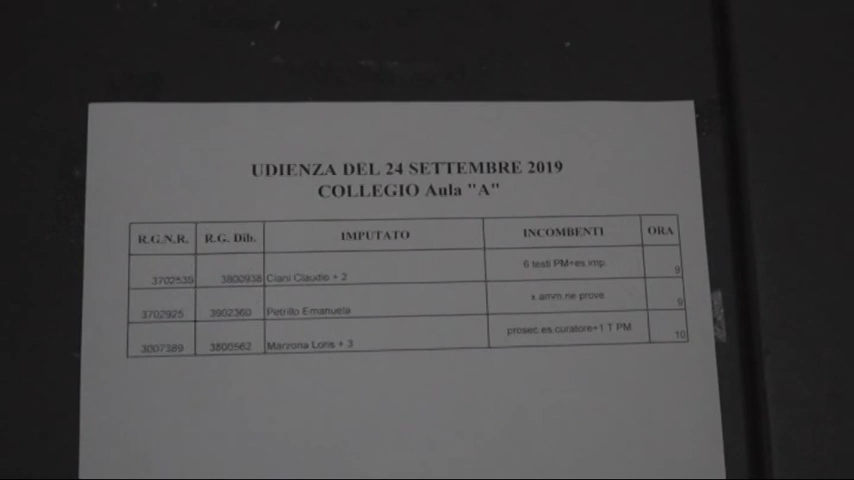 UDIENZA DEL 24 SETTEMBRE 2019
COLLEGIO Aula "A"
R.G.N.R. R.G. Dib. IMPUTATO INCOMBENTI ORA
3702535 3800938 Ciani Claudio + 2 6 testi PM+es imp. 9
3702925 3902360 Petrillo Emanuela x amm.ne prove 9
3007389 3800562 Marzona Loris + 3 prosec.es.curatore+1 T PM 10